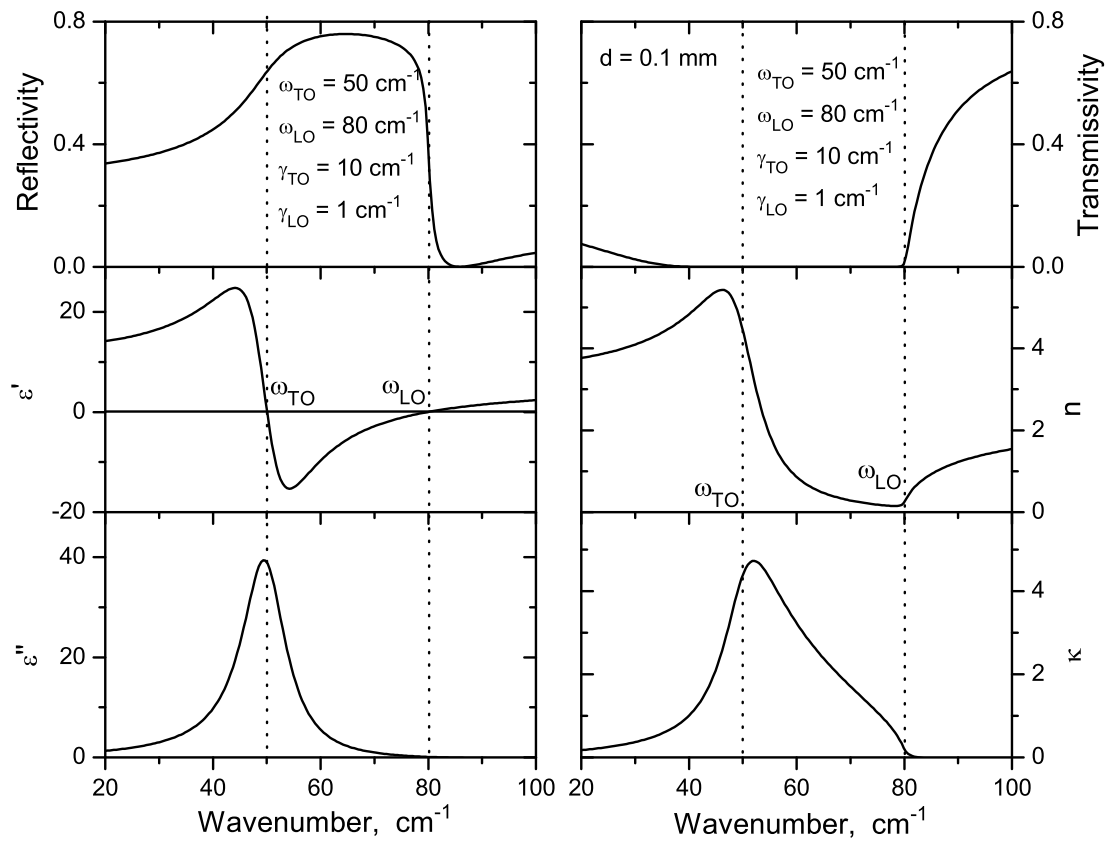 Reflectivity
0.8
0.4
0.0
ω_TO = 50 cm⁻¹
ω_LO = 80 cm⁻¹
γ_TO = 10 cm⁻¹
γ_LO = 1 cm⁻¹
d = 0.1 mm
ω_TO = 50 cm⁻¹
ω_LO = 80 cm⁻¹
γ_TO = 10 cm⁻¹
γ_LO = 1 cm⁻¹
0.8
0.4
0.0
Transmissivity
ε'
20
0
-20
ω_TO
ω_LO
ω_TO
ω_LO
4
2
0
n
ε"
40
20
0
4
2
0
κ
20 40 60 80 100
20 40 60 80 100
Wavenumber, cm⁻¹
Wavenumber, cm⁻¹